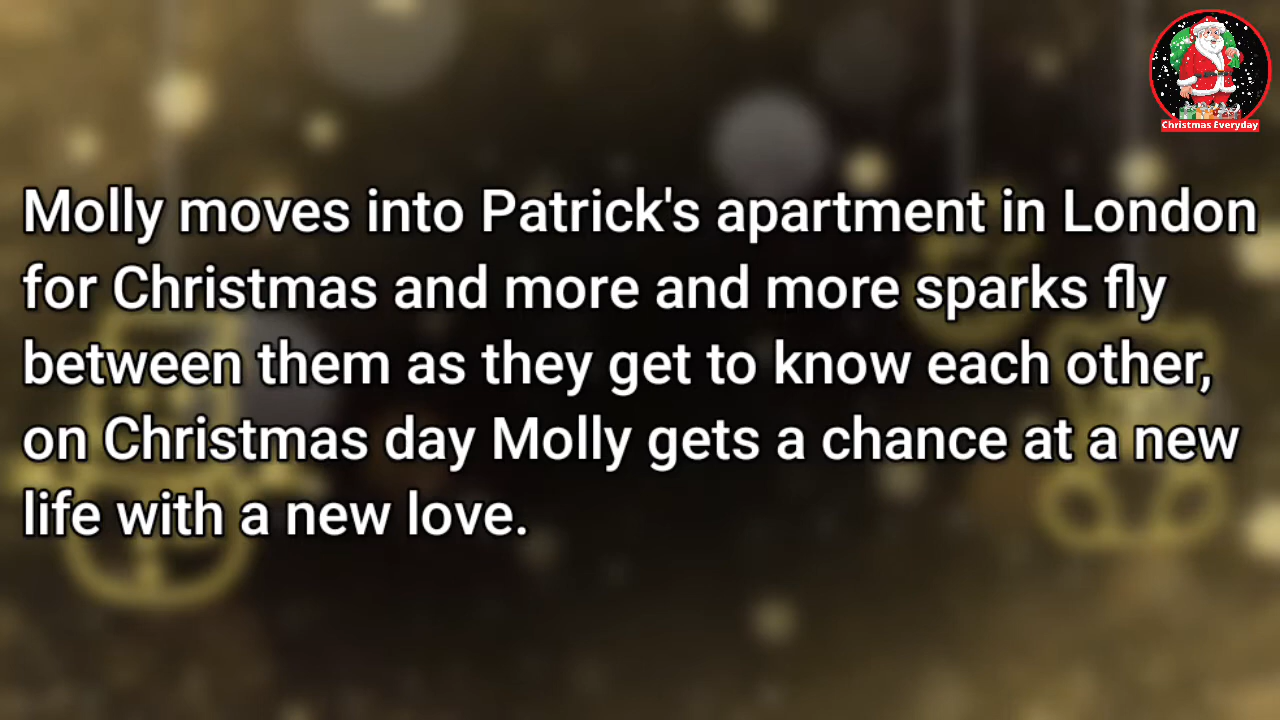 Christmas Everyday
Molly moves into Patrick's apartment in London
for Christmas and more and more sparks fly
between them as they get to know each other,
on Christmas day Molly gets a chance at a new
life with a new love.